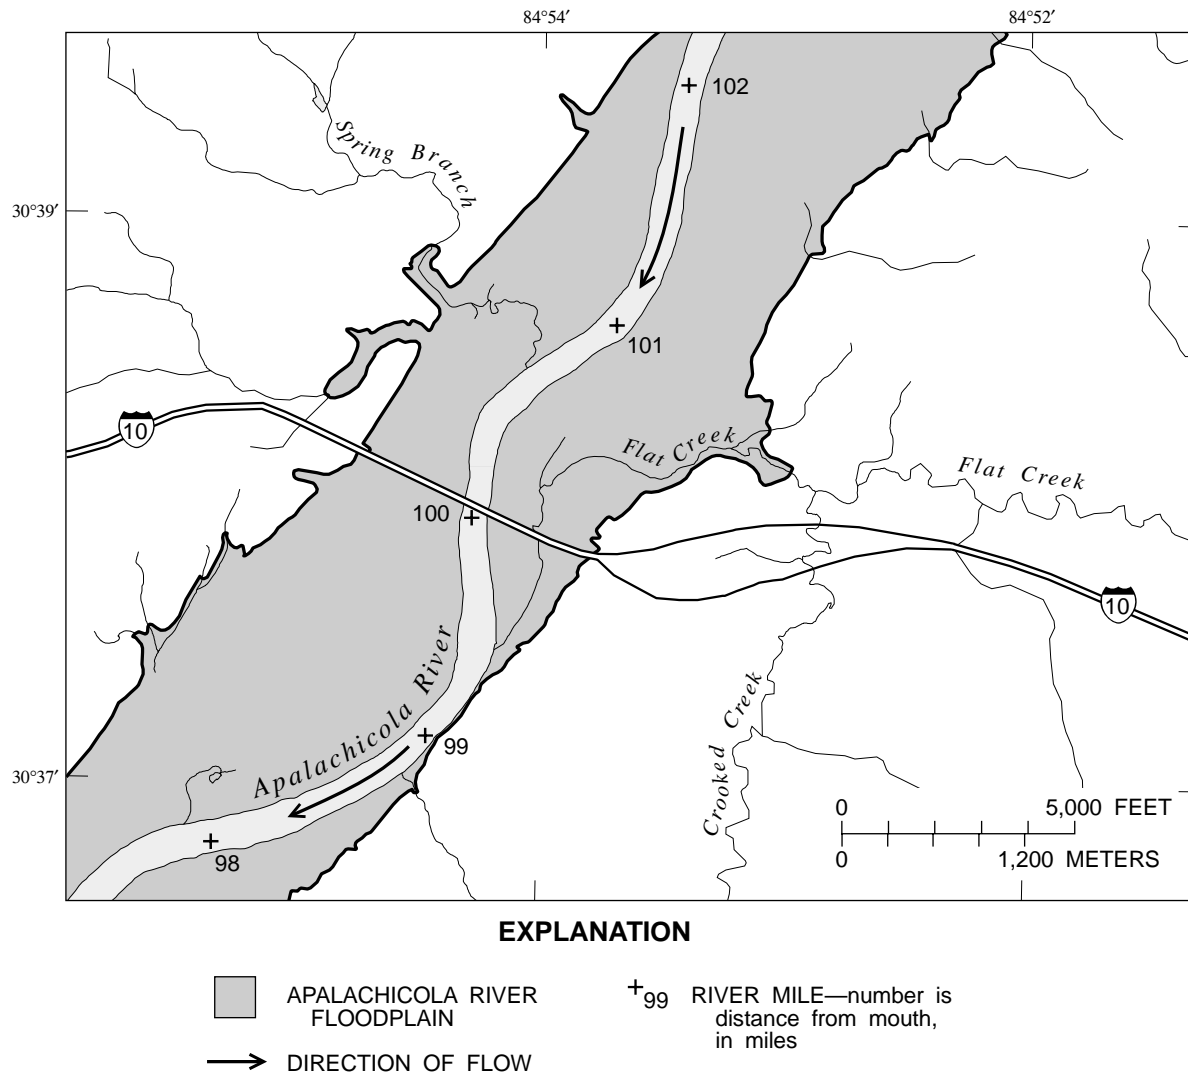 84°54′
84°52′
102
Spring Branch
30°39′
101
10
Flat Creek
Flat Creek
100
10
Apalachicola River
99
Crooked Creek
30°37′
0 5,000 FEET
0 1,200 METERS
98
EXPLANATION
APALACHICOLA RIVER
FLOODPLAIN
DIRECTION OF FLOW
99 RIVER MILE—number is
distance from mouth,
in miles